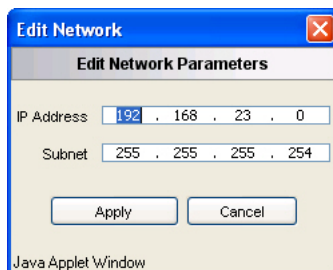 Edit Network
Edit Network Parameters
IP Address 192 . 168 . 23 . 0
Subnet 255 . 255 . 255 . 254
Apply Cancel
Java Applet Window